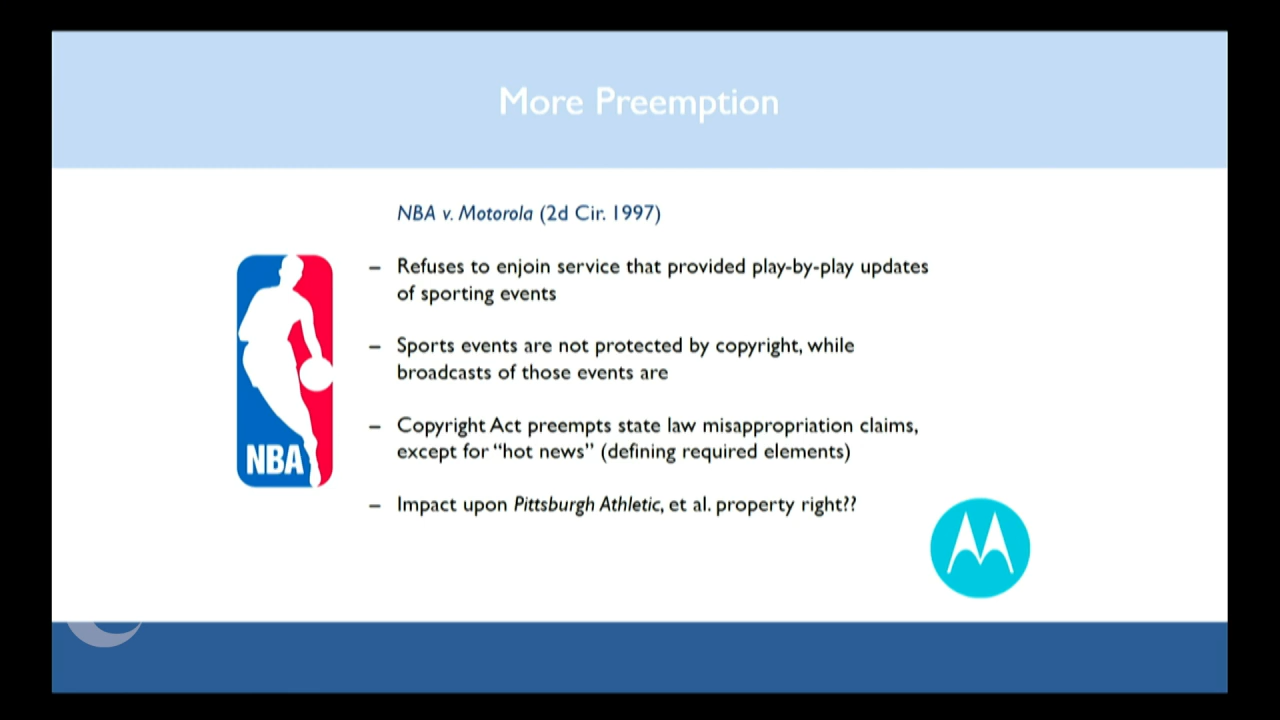 More Preemption
NBA v. Motorola (2d Cir. 1997)
– Refuses to enjoin service that provided play-by-play updates
of sporting events
– Sports events are not protected by copyright, while
broadcasts of those events are
– Copyright Act preempts state law misappropriation claims,
except for “hot news” (defining required elements)
– Impact upon Pittsburgh Athletic, et al. property right??
NBA